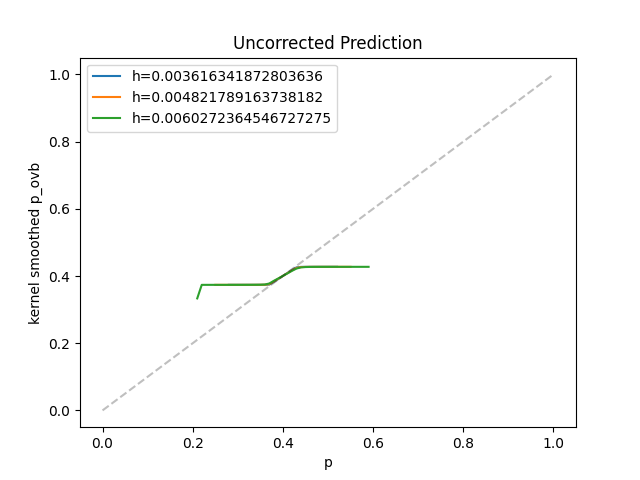 Uncorrected Prediction
h=0.003616341872803636
h=0.004821789163738182
h=0.0060272364546727275
1.0
0.8
0.6
0.4
0.2
0.0
kernel smoothed p_ovb
0.0 0.2 0.4 0.6 0.8 1.0
p